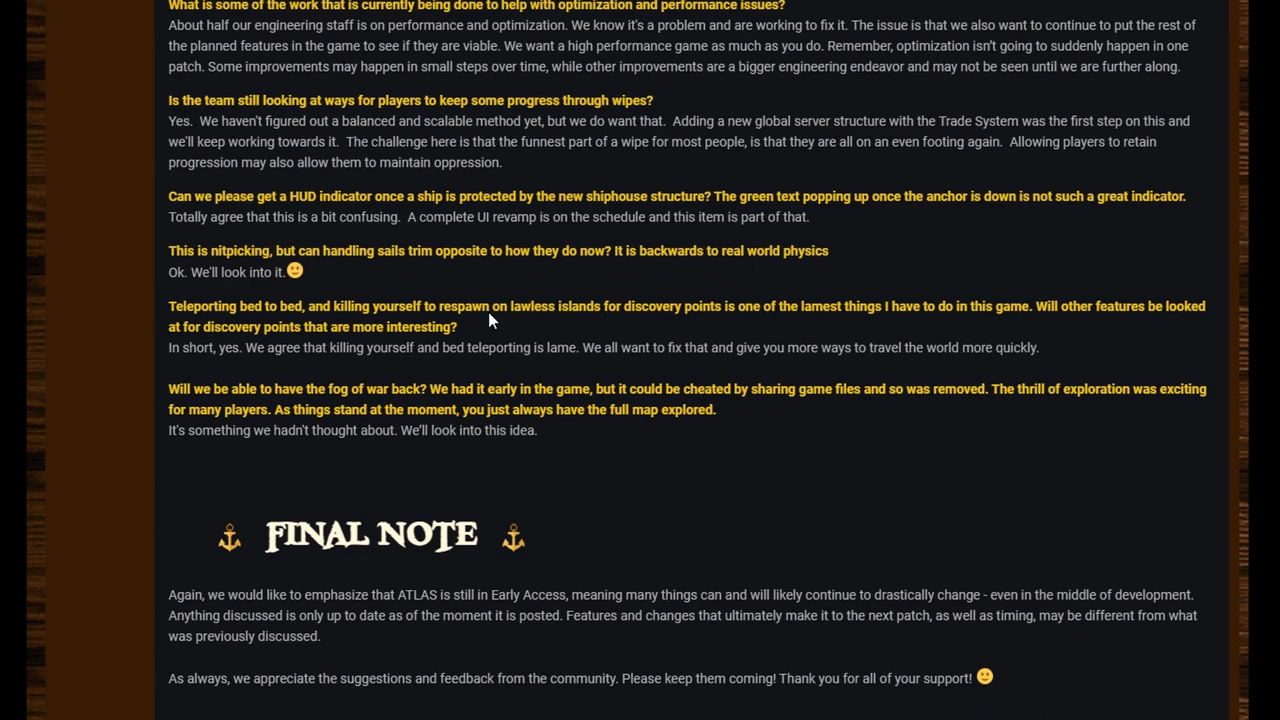 What is some of the work that is currently being done to help with optimization and performance issues?
About half our engineering staff is on performance and optimization. We know it's a problem and are working to fix it. The issue is that we also want to continue to put the rest of
the planned features in the game to see if they are viable. We want a high performance game as much as you do. Remember, optimization isn't going to suddenly happen in one
patch. Some improvements may happen in small steps over time, while other improvements are a bigger engineering endeavor and may not be seen until we are further along.
Is the team still looking at ways for players to keep some progress through wipes?
Yes. We haven't figured out a balanced and scalable method yet, but we do want that. Adding a new global server structure with the Trade System was the first step on this and
we'll keep working towards it. The challenge here is that the funnest part of a wipe for most people, is that they are all on an even footing again. Allowing players to retain
progression may also allow them to maintain oppression.
Can we please get a HUD indicator once a ship is protected by the new shiphouse structure? The green text popping up once the anchor is down is not such a great indicator.
Totally agree that this is a bit confusing. A complete UI revamp is on the schedule and this item is part of that.
This is nitpicking, but can handling sails trim opposite to how they do now? It is backwards to real world physics
Ok. We'll look into it.
Teleporting bed to bed, and killing yourself to respawn on lawless islands for discovery points is one of the lamest things I have to do in this game. Will other features be looked
at for discovery points that are more interesting?
In short, yes. We agree that killing yourself and bed teleporting is lame. We all want to fix that and give you more ways to travel the world more quickly.
Will we be able to have the fog of war back? We had it early in the game, but it could be cheated by sharing game files and so was removed. The thrill of exploration was exciting
for many players. As things stand at the moment, you just always have the full map explored.
It's something we hadn't thought about. We'll look into this idea.
FINAL NOTE
Again, we would like to emphasize that ATLAS is still in Early Access, meaning many things can and will likely continue to drastically change - even in the middle of development.
Anything discussed is only up to date as of the moment it is posted. Features and changes that ultimately make it to the next patch, as well as timing, may be different from what
was previously discussed.
As always, we appreciate the suggestions and feedback from the community. Please keep them coming! Thank you for all of your support!